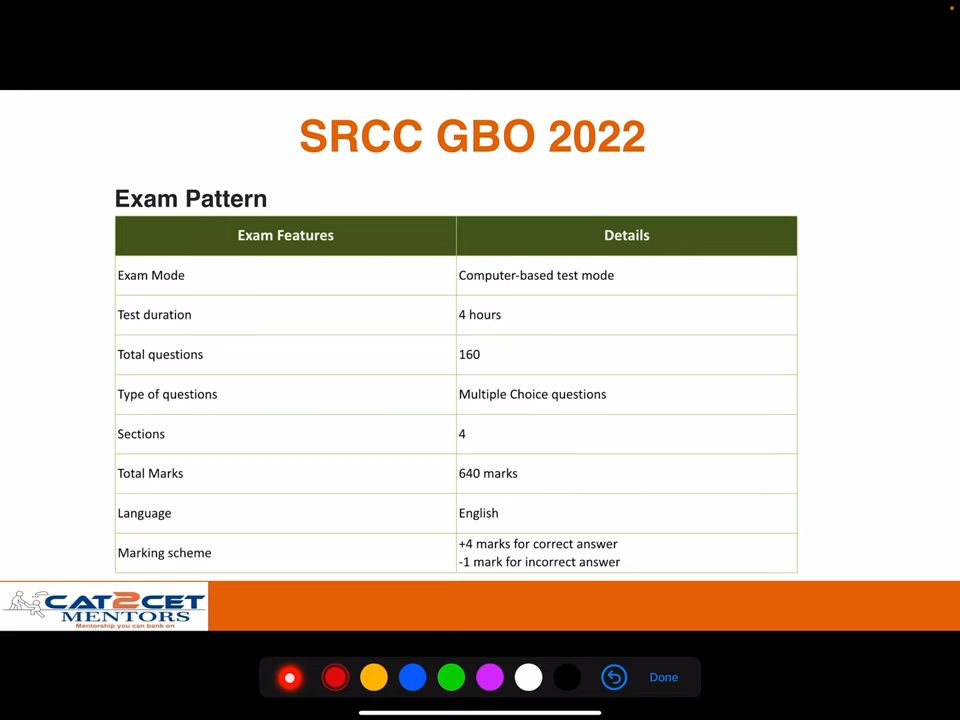 SRCC GBO 2022
Exam Pattern
Exam Features Details
Exam Mode Computer-based test mode
Test duration 4 hours
Total questions 160
Type of questions Multiple Choice questions
Sections 4
Total Marks 640 marks
Language English
Marking scheme +4 marks for correct answer
-1 mark for incorrect answer
CAT2CET
MENTORS
Mentorship you can bank on
Done